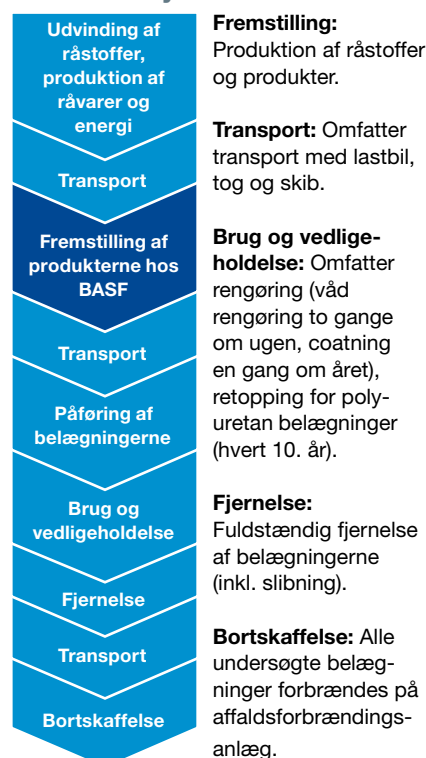 Udvinding af
råstoffer,
produktion af
råvarer og
energi
Transport
Fremstilling af
produkterne hos
BASF
Transport
Påføring af
belægningerne
Brug og
vedligeholdelse
Fjernelse
Transport
Bortskaffelse
Fremstilling:
Produktion af råstoffer
og produkter.
Transport: Omfatter
transport med lastbil,
tog og skib.
Brug og vedlige-
holdelse: Omfatter
rengøring (våd
rengøring to gange
om ugen, coatning
en gang om året),
retopping for poly-
uretan belægninger
(hvert 10. år).
Fjernelse:
Fuldstændig fjernelse
af belægningerne
(inkl. slibning).
Bortskaffelse: Alle
undersøgte belæg-
ninger forbrændes på
affaldsforbrændings-
anlæg.